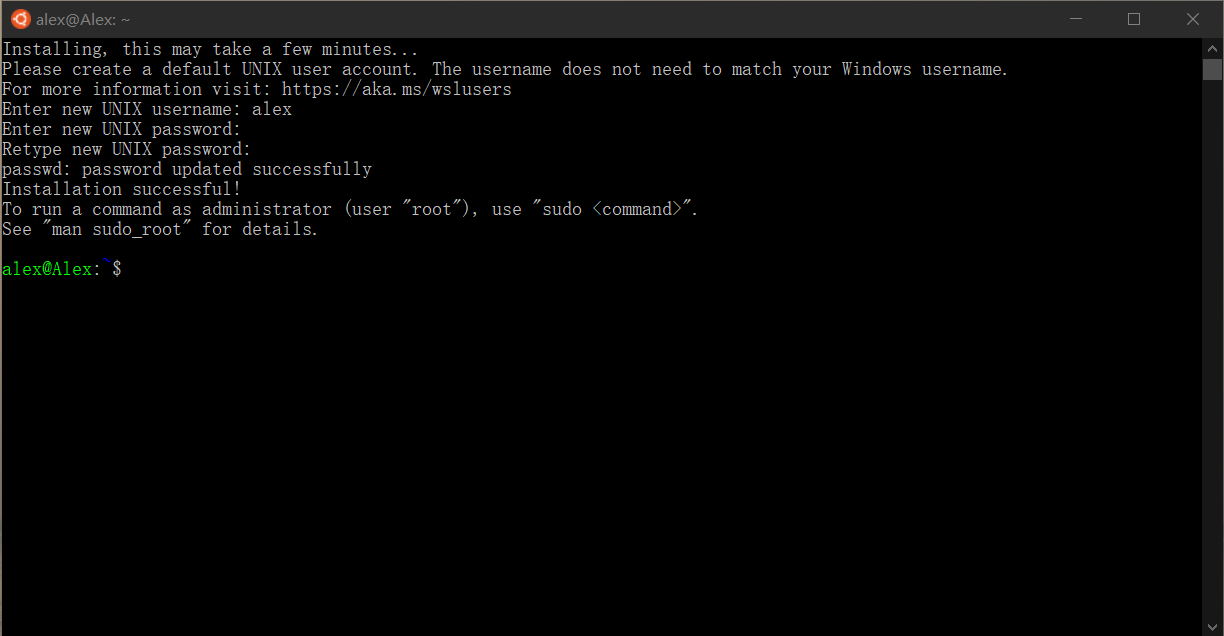 alex@Alex: ~
Installing, this may take a few minutes...
Please create a default UNIX user account. The username does not need to match your Windows username.
For more information visit: https://aka.ms/wslusers
Enter new UNIX username: alex
Enter new UNIX password:
Retype new UNIX password:
passwd: password updated successfully
Installation successful!
To run a command as administrator (user "root"), use "sudo <command>".
See "man sudo_root" for details.
alex@Alex:~$